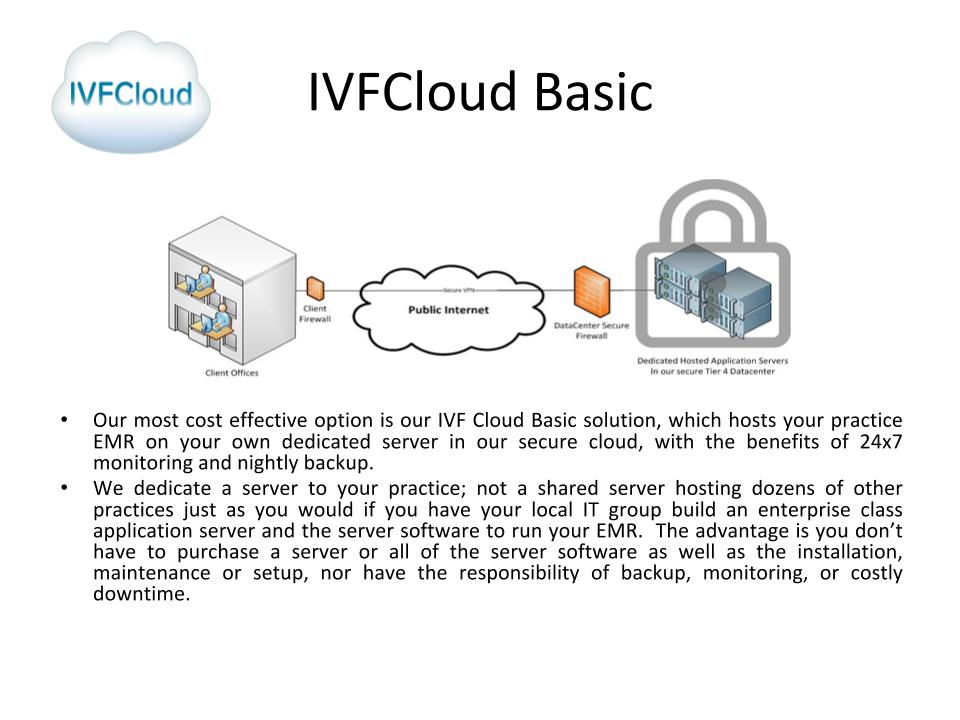 IVFCloud
IVFCloud Basic
Client Offices
Client
Firewall
Secure VPN
Public Internet
DataCenter Secure
Firewall
Dedicated Hosted Application Servers
In our secure Tier 4 Datacenter
• Our most cost effective option is our IVF Cloud Basic solution, which hosts your practice
EMR on your own dedicated server in our secure cloud, with the benefits of 24x7
monitoring and nightly backup.
• We dedicate a server to your practice; not a shared server hosting dozens of other
practices just as you would if you have your local IT group build an enterprise class
application server and the server software to run your EMR. The advantage is you don’t
have to purchase a server or all of the server software as well as the installation,
maintenance or setup, nor have the responsibility of backup, monitoring, or costly
downtime.